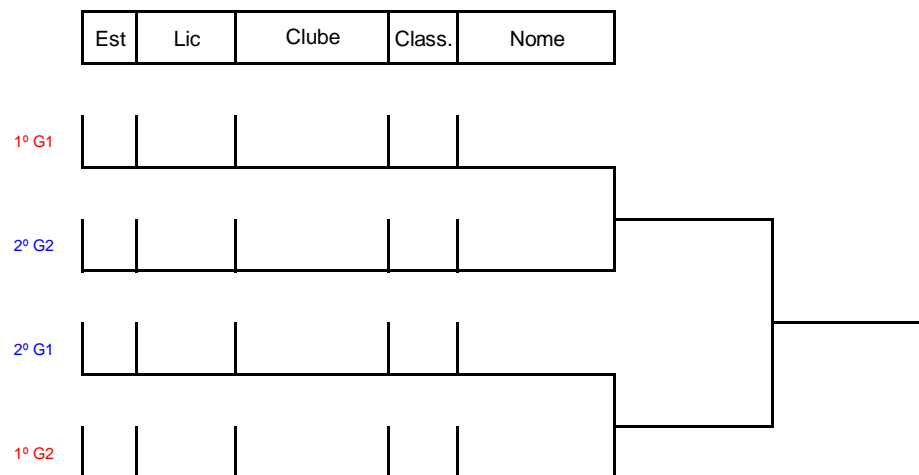 Est Lic Clube Class. Nome
1º G1
2º G2
2º G1
1º G2